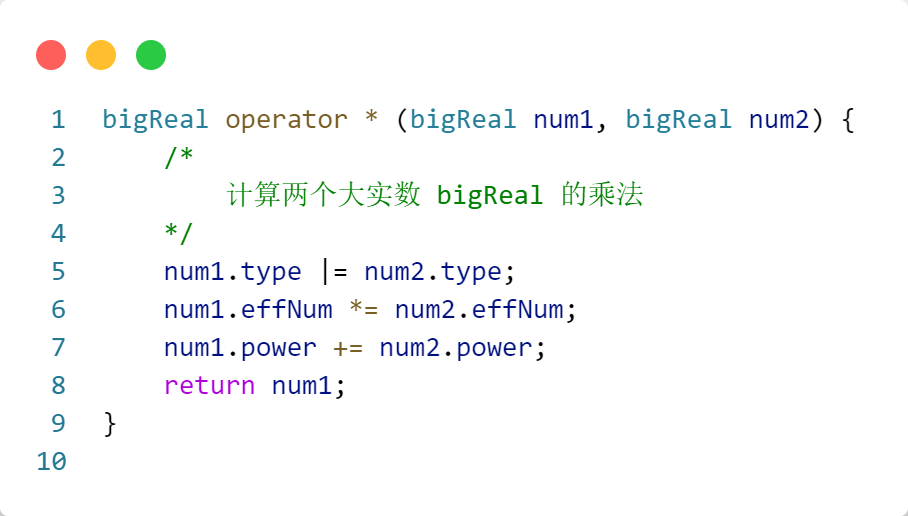 1 bigReal operator * (bigReal num1, bigReal num2) {
2     /*
3         计算两个大实数 bigReal 的乘法
4     */
5     num1.type |= num2.type;
6     num1.effNum *= num2.effNum;
7     num1.power += num2.power;
8     return num1;
9 }
10